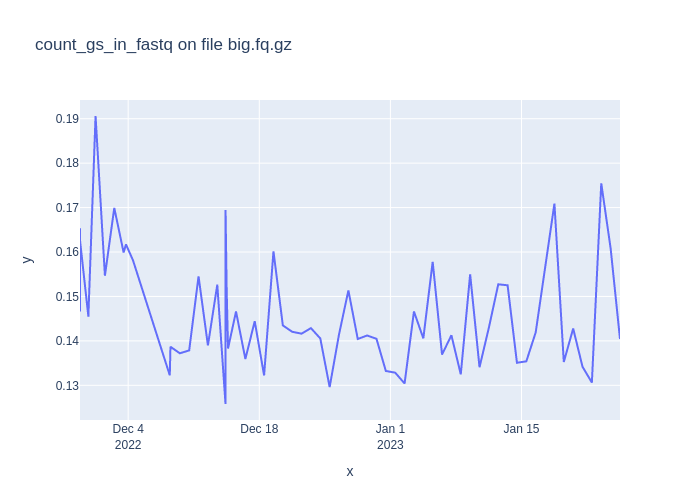 count_gs_in_fastq on file big.fq.gz
0.19
0.18
0.17
0.16
0.15
0.14
0.13
y
Dec 4
2022
Dec 18
Jan 1
2023
Jan 15
x